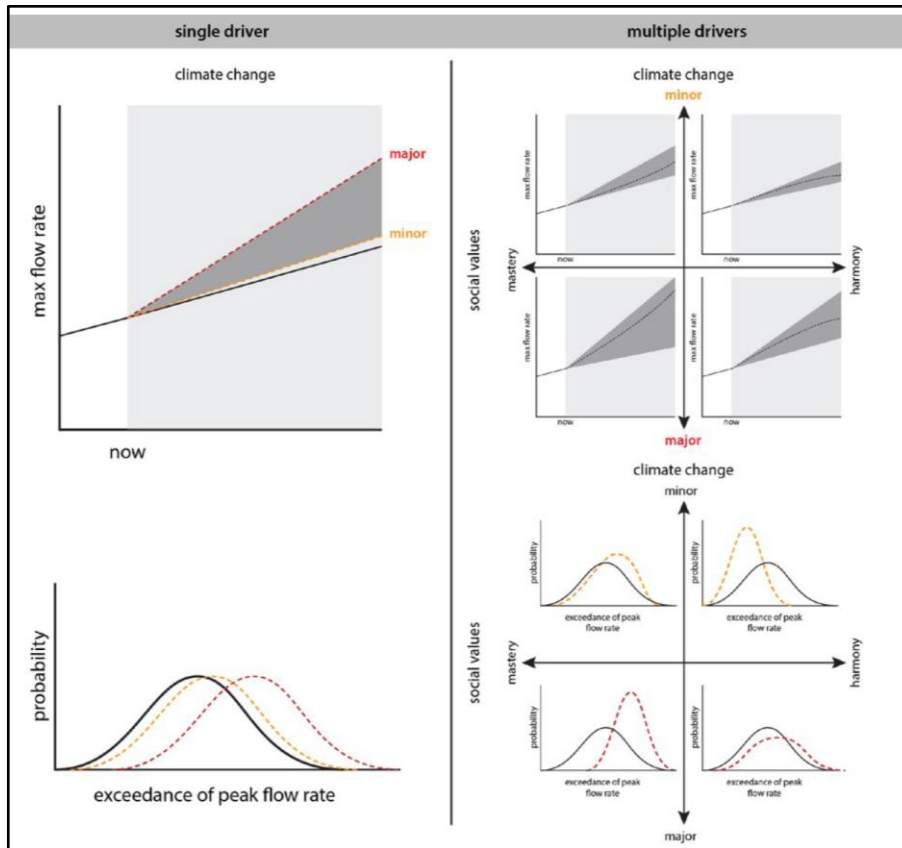 single driver
multiple drivers
climate change
major
minor
max flow rate
now
climate change
minor
max flow rate
now
max flow rate
now
social values
mastery
harmony
max flow rate
now
max flow rate
now
major
probability
exceedance of peak flow rate
climate change
minor
probability
exceedance of peak
flow rate
probability
exceedance of peak
flow rate
social values
mastery
harmony
probability
exceedance of peak
flow rate
probability
exceedance of peak
flow rate
major